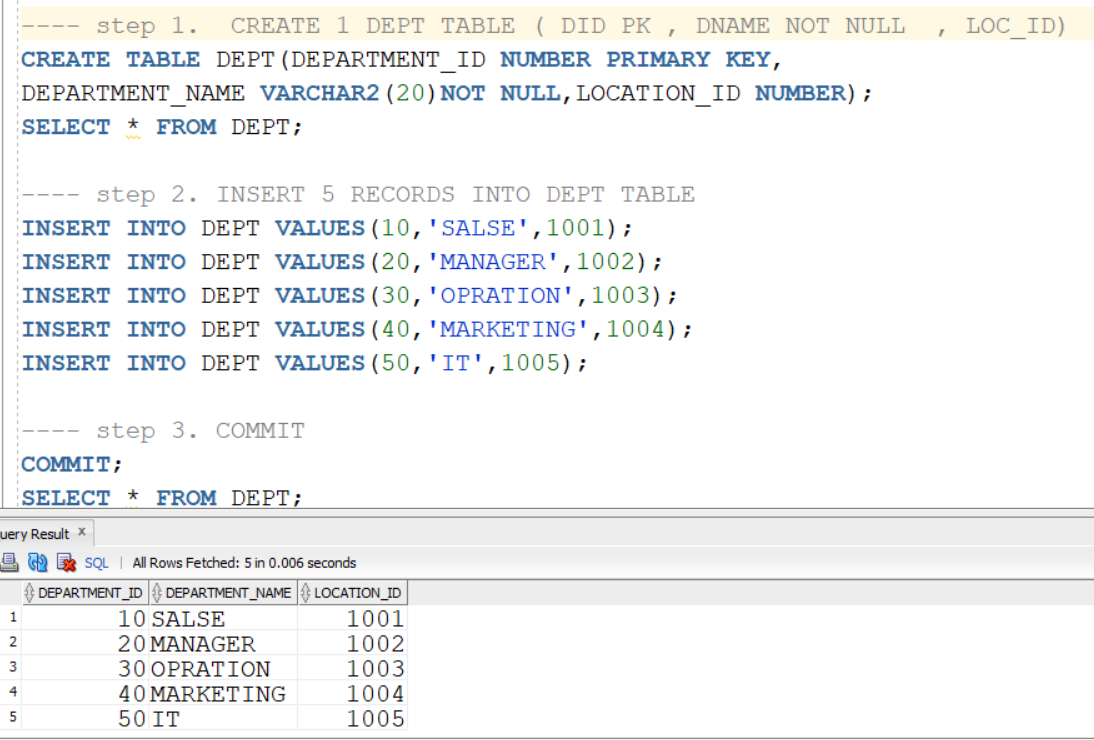 ---- step 1.  CREATE 1 DEPT TABLE ( DID PK , DNAME NOT NULL  , LOC_ID)
CREATE TABLE DEPT(DEPARTMENT_ID NUMBER PRIMARY KEY,
DEPARTMENT_NAME VARCHAR2(20)NOT NULL,LOCATION_ID NUMBER);
SELECT * FROM DEPT;
---- step 2. INSERT 5 RECORDS INTO DEPT TABLE
INSERT INTO DEPT VALUES(10,'SALSE',1001);
INSERT INTO DEPT VALUES(20,'MANAGER',1002);
INSERT INTO DEPT VALUES(30,'OPRATION',1003);
INSERT INTO DEPT VALUES(40,'MARKETING',1004);
INSERT INTO DEPT VALUES(50,'IT',1005);
---- step 3. COMMIT
COMMIT;
SELECT * FROM DEPT;
uery Result x
SQL | All Rows Fetched: 5 in 0.006 seconds
DEPARTMENT_ID DEPARTMENT_NAME LOCATION_ID
1 10 SALSE 1001
2 20 MANAGER 1002
3 30 OPRATION 1003
4 40 MARKETING 1004
5 50 IT 1005